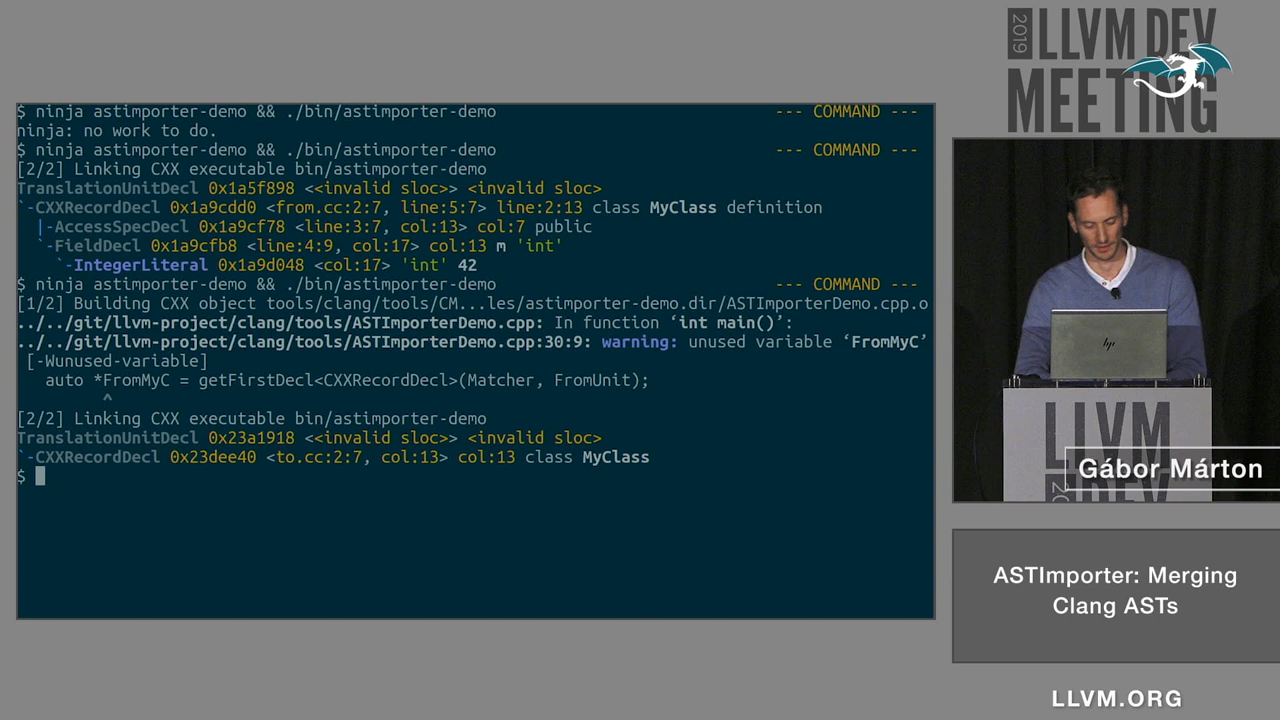 $ ninja astimporter-demo && ./bin/astimporter-demo --- COMMAND ---
ninja: no work to do.
$ ninja astimporter-demo && ./bin/astimporter-demo --- COMMAND ---
[2/2] Linking CXX executable bin/astimporter-demo
TranslationUnitDecl 0x1a5f898 <<invalid sloc>> <invalid sloc>
`-CXXRecordDecl 0x1a9cdd0 <from.cc:2:7, line:5:7> line:2:13 class MyClass definition
  |-AccessSpecDecl 0x1a9cf78 <line:3:7, col:13> col:7 public
  `-FieldDecl 0x1a9cfb8 <line:4:9, col:17> col:13 m 'int'
    `-IntegerLiteral 0x1a9d048 <col:17> 'int' 42
$ ninja astimporter-demo && ./bin/astimporter-demo --- COMMAND ---
[1/2] Building CXX object tools/clang/tools/CM...les/astimporter-demo.dir/ASTImporterDemo.cpp.o
../../git/llvm-project/clang/tools/ASTImporterDemo.cpp: In function ‘int main()’:
../../git/llvm-project/clang/tools/ASTImporterDemo.cpp:30:9: warning: unused variable ‘FromMyC’
[-Wunused-variable]
auto *FromMyC = getFirstDecl<CXXRecordDecl>(Matcher, FromUnit);
^
[2/2] Linking CXX executable bin/astimporter-demo
TranslationUnitDecl 0x23a1918 <<invalid sloc>> <invalid sloc>
`-CXXRecordDecl 0x23dee40 <to.cc:2:7, col:13> col:13 class MyClass
$
2019 LLVM DEV
MEETING
LLVM
DEV
Gábor Márton
ASTImporter: Merging
Clang ASTs
LLVM.ORG